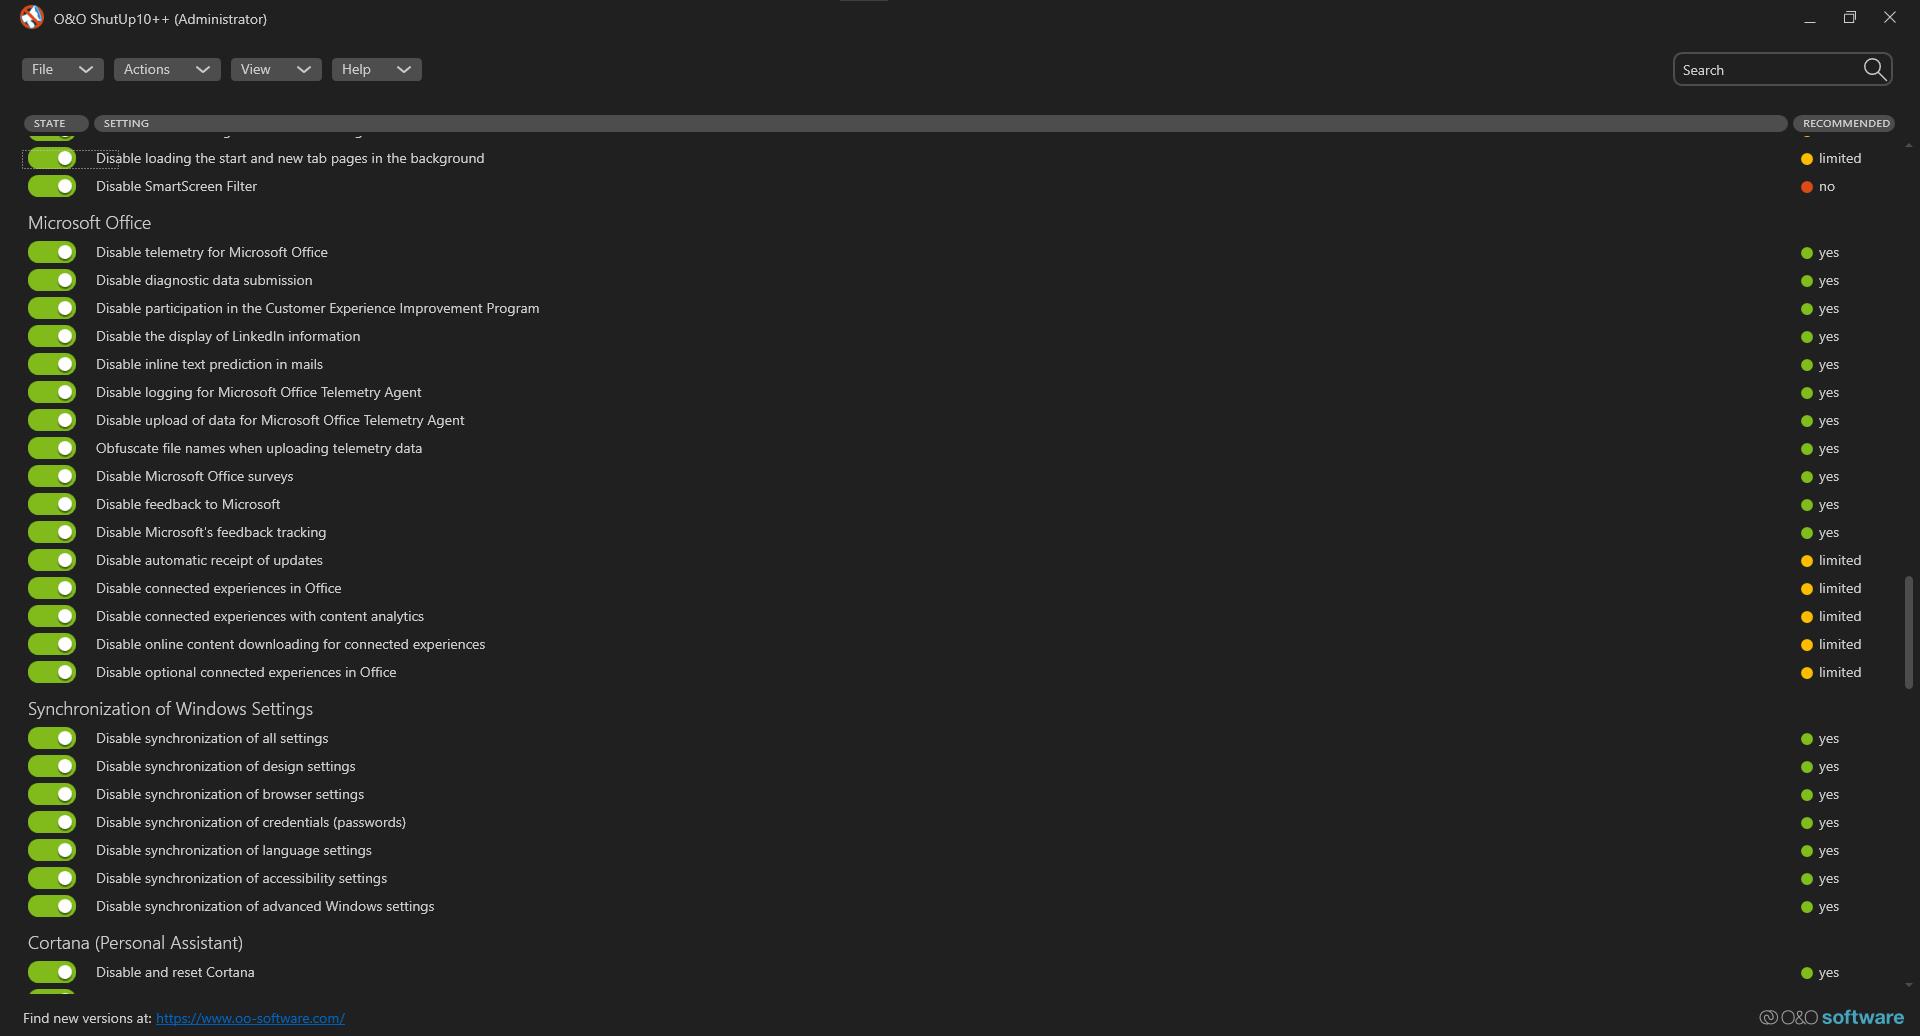 O&O ShutUp10++ (Administrator)
File Actions View Help Search
STATE SETTING RECOMMENDED
Disable loading the start and new tab pages in the background limited
Disable SmartScreen Filter no
Microsoft Office
Disable telemetry for Microsoft Office yes
Disable diagnostic data submission yes
Disable participation in the Customer Experience Improvement Program yes
Disable the display of LinkedIn information yes
Disable inline text prediction in mails yes
Disable logging for Microsoft Office Telemetry Agent yes
Disable upload of data for Microsoft Office Telemetry Agent yes
Obfuscate file names when uploading telemetry data yes
Disable Microsoft Office surveys yes
Disable feedback to Microsoft yes
Disable Microsoft's feedback tracking yes
Disable automatic receipt of updates limited
Disable connected experiences in Office limited
Disable connected experiences with content analytics limited
Disable online content downloading for connected experiences limited
Disable optional connected experiences in Office limited
Synchronization of Windows Settings
Disable synchronization of all settings yes
Disable synchronization of design settings yes
Disable synchronization of browser settings yes
Disable synchronization of credentials (passwords) yes
Disable synchronization of language settings yes
Disable synchronization of accessibility settings yes
Disable synchronization of advanced Windows settings yes
Cortana (Personal Assistant)
Disable and reset Cortana yes
Find new versions at: https://www.oo-software.com/ O&O software